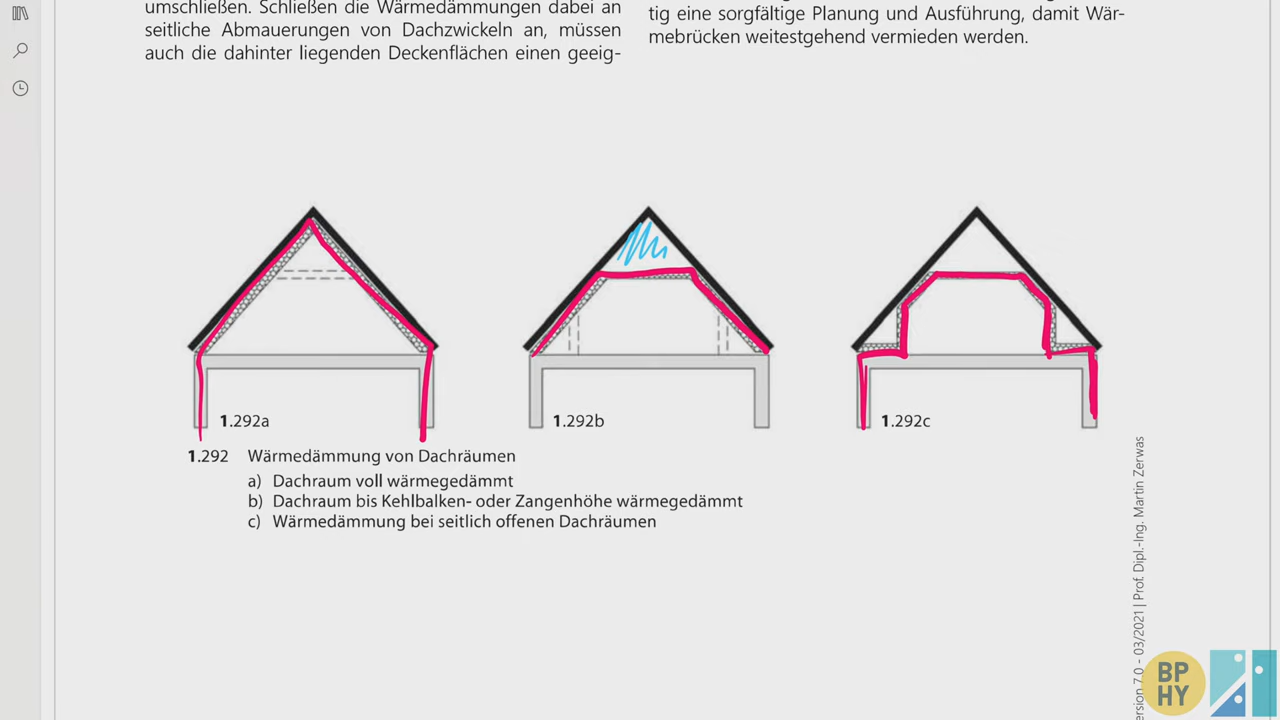 umschließen. Schließen die Wärmedämmungen dabei an
seitliche Abmauerungen von Dachzwickeln an, müssen
auch die dahinter liegenden Deckenflächen einen geeig-
tig eine sorgfältige Planung und Ausführung, damit Wär-
mebrücken weitestgehend vermieden werden.
1.292a
1.292b
1.292c
1.292 Wärmedämmung von Dachräumen
a) Dachraum voll wärmegedämmt
b) Dachraum bis Kehlbalken- oder Zangenhöhe wärmegedämmt
c) Wärmedämmung bei seitlich offenen Dachräumen
ersion 7.0 - 03/2021 | Prof. Dipl.-Ing. Martin Zerwas
BP
HY